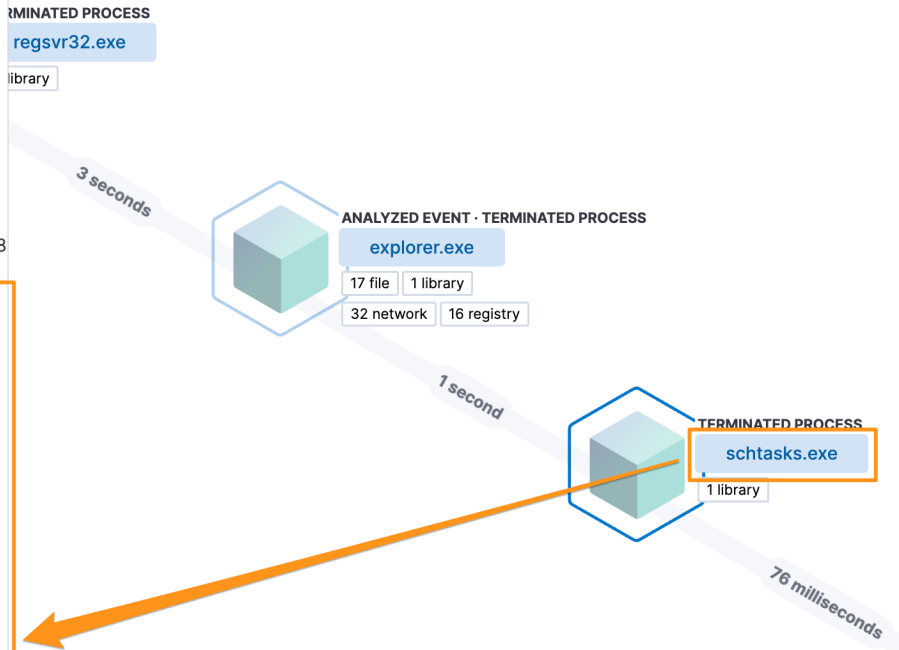 RMINATED PROCESS
regsvr32.exe
library
3 seconds
ANALYZED EVENT · TERMINATED PROCESS
explorer.exe
17 file
1 library
32 network
16 registry
8
1 second
TERMINATED PROCESS
schtasks.exe
1 library
76 milliseconds